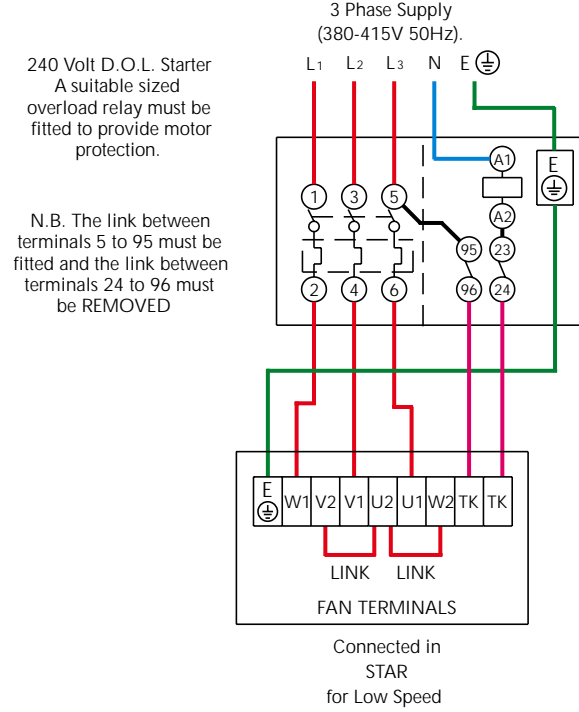 3 Phase Supply
(380-415V 50Hz).
L1 L2 L3 N E
240 Volt D.O.L. Starter
A suitable sized
overload relay must be
fitted to provide motor
protection.
N.B. The link between
terminals 5 to 95 must be
fitted and the link between
terminals 24 to 96 must
be REMOVED
A1
E
1 3 5
A2
95 23
2 4 6 96 24
E W1 V2 V1 U2 U1 W2 TK TK
LINK LINK
FAN TERMINALS
Connected in
STAR
for Low Speed